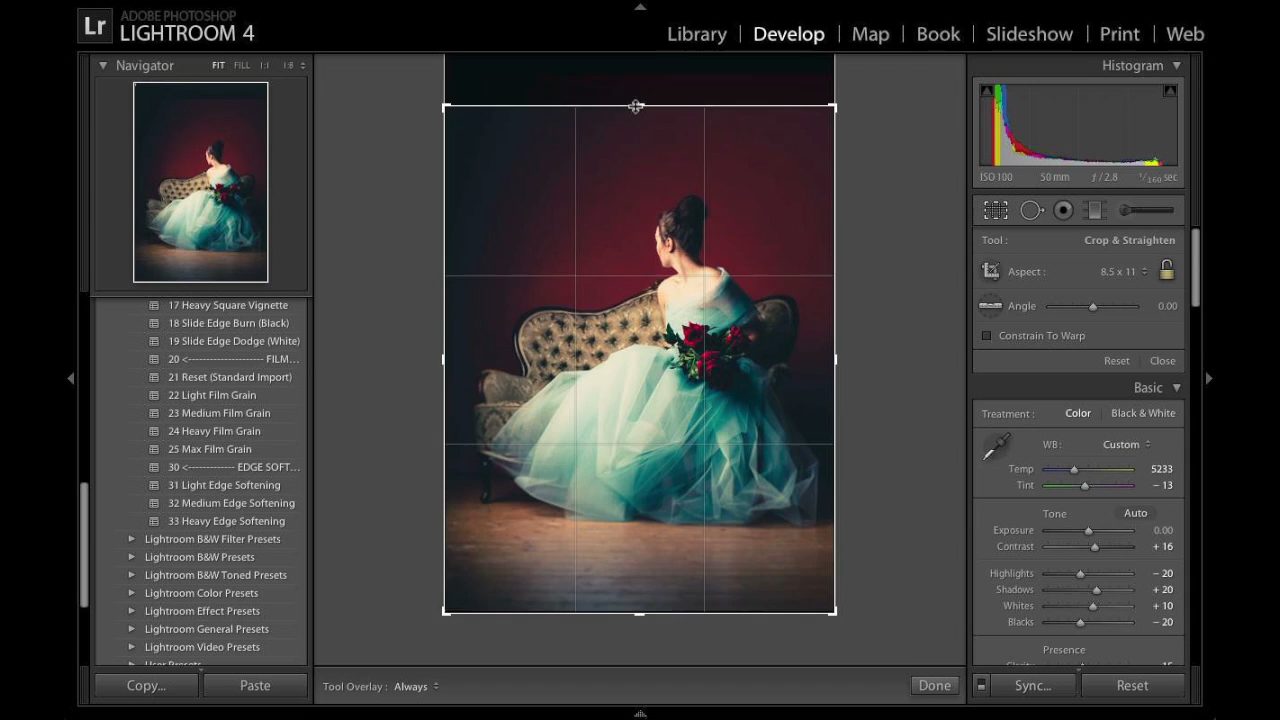 Lr
ADOBE PHOTOSHOP
LIGHTROOM 4
Library | Develop | Map | Book | Slideshow | Print | Web
Navigator FIT FILL 1:1 1:8
17 Heavy Square Vignette
18 Slide Edge Burn (Black)
19 Slide Edge Dodge (White)
20 <--------------------- FILM...
21 Reset (Standard Import)
22 Light Film Grain
23 Medium Film Grain
24 Heavy Film Grain
25 Max Film Grain
30 <------------- EDGE SOFT...
31 Light Edge Softening
32 Medium Edge Softening
33 Heavy Edge Softening
Lightroom B&W Filter Presets
Lightroom B&W Presets
Lightroom B&W Toned Presets
Lightroom Color Presets
Lightroom Effect Presets
Lightroom General Presets
Lightroom Video Presets
User Presets
Copy... Paste
Tool Overlay : Always
Done
Histogram
ISO 100 50 mm ƒ / 2.8 1/160 sec
Tool : Crop & Straighten
Aspect : 8.5 x 11
Angle 0.00
Constrain To Warp
Reset Close
Basic
Treatment : Color | Black & White
WB: Custom
Temp 5233
Tint – 13
Tone Auto
Exposure 0.00
Contrast + 16
Highlights – 20
Shadows + 20
Whites + 10
Blacks – 20
Presence
Sync... Reset